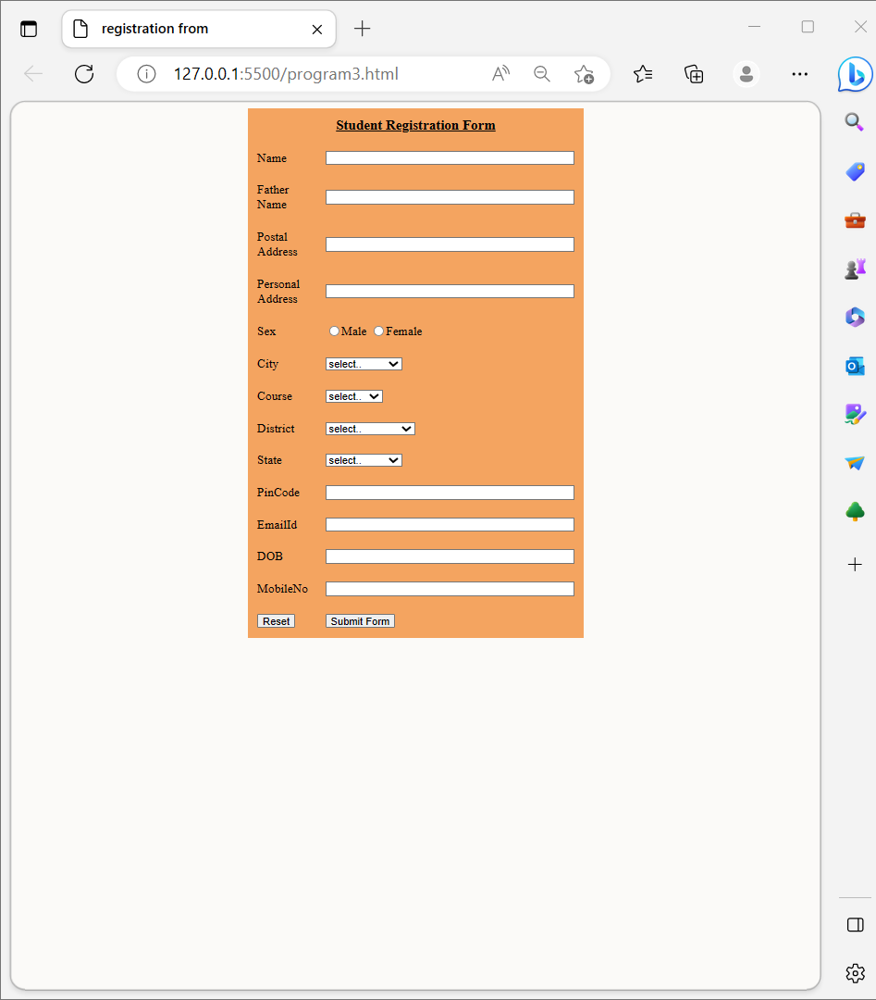 registration from
127.0.0.1:5500/program3.html
Student Registration Form
Name
Father
Name
Postal
Address
Personal
Address
Sex Male Female
City select..
Course select..
District select..
State select..
PinCode
EmailId
DOB
MobileNo
Reset Submit Form